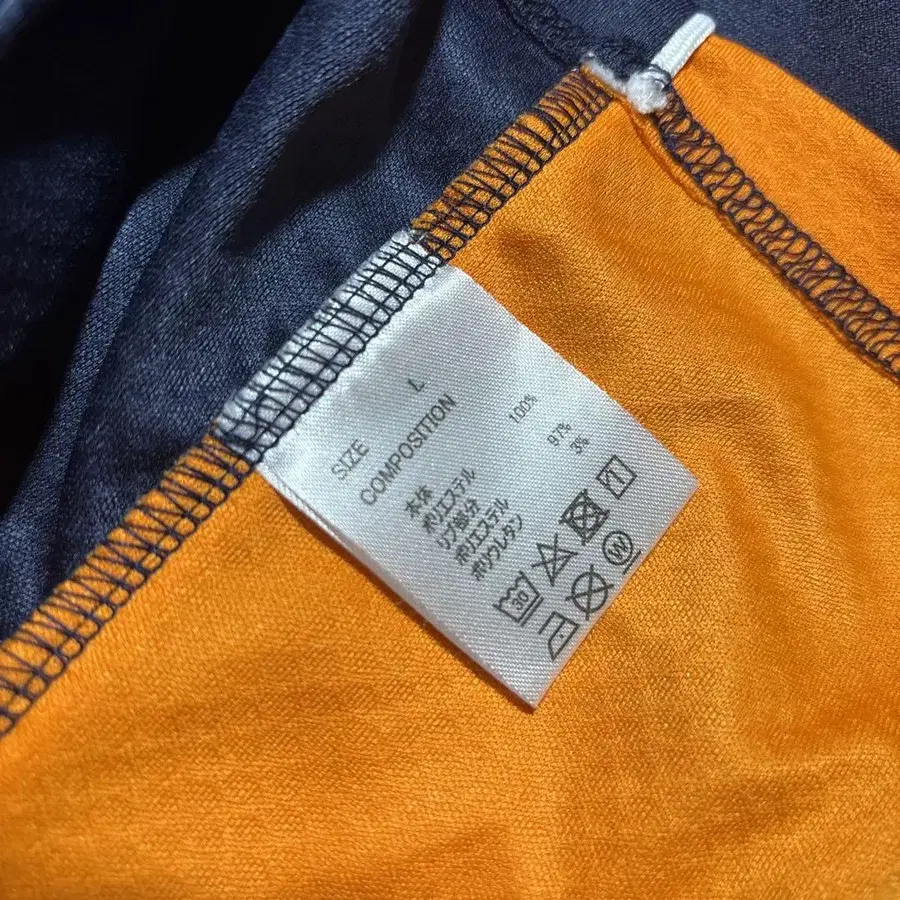 SIZE L
COMPOSITION
本体
ポリエステル 100%
リブ部分
ポリエステル 97%
ポリウレタン 3%
30
W